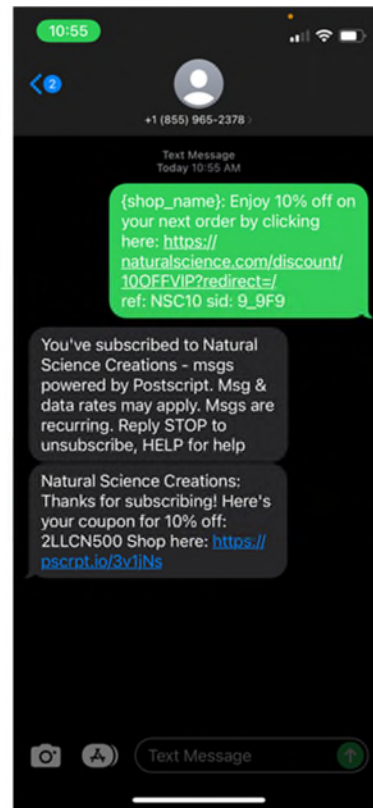 10:55
2
+1 (855) 965-2378
Text Message
Today 10:55 AM
{shop_name}: Enjoy 10% off on
your next order by clicking
here: https://
naturalscience.com/discount/
10OFFVIP?redirect=/
ref: NSC10 sid: 9_9F9
You've subscribed to Natural
Science Creations - msgs
powered by Postscript. Msg &
data rates may apply. Msgs are
recurring. Reply STOP to
unsubscribe, HELP for help
Natural Science Creations:
Thanks for subscribing! Here's
your coupon for 10% off:
2LLCN500 Shop here: https://
pscrpt.io/3v1jNs
Text Message